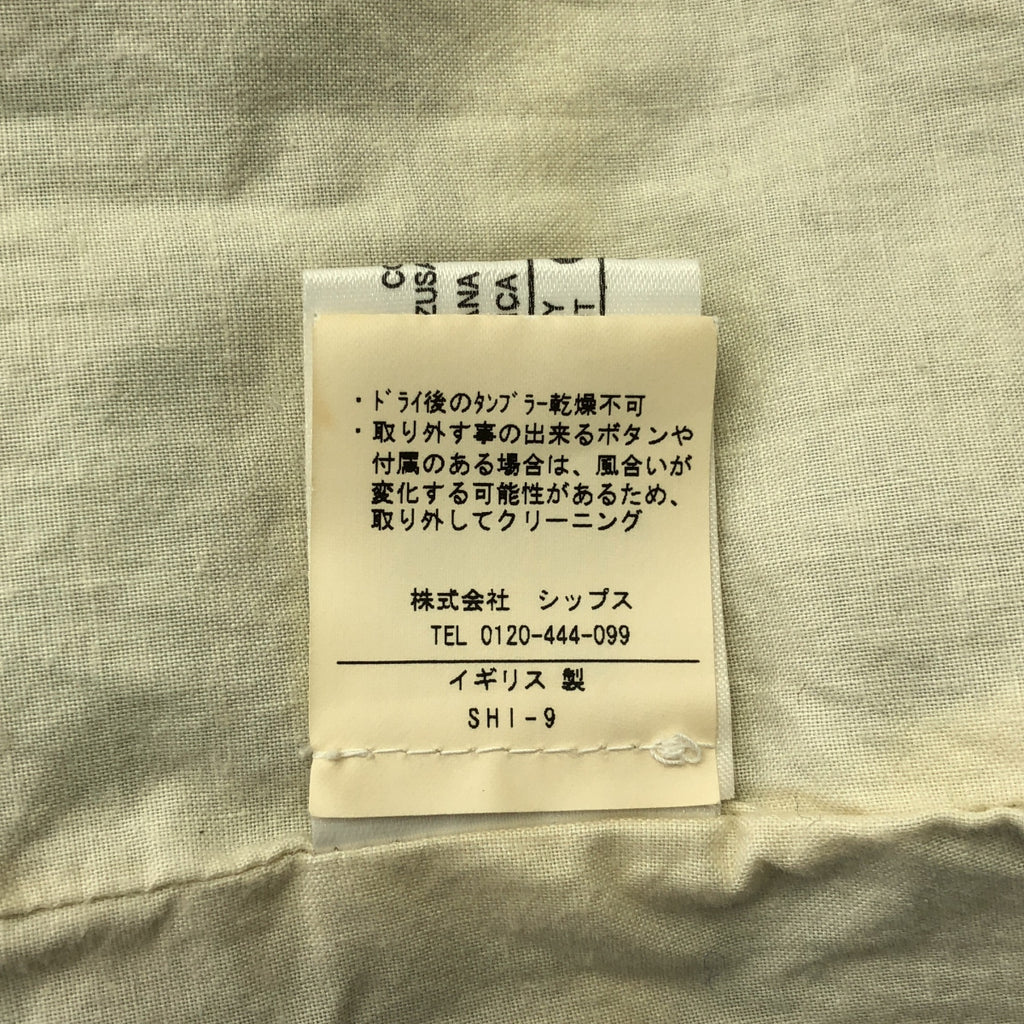 ・ﾄﾞﾗｲ後のﾀﾝﾌﾞﾗｰ乾燥不可
・取り外す事の出来るボタンや
付属のある場合は、風合いが
変化する可能性があるため、
取り外してクリーニング
株式会社　シップス
TEL 0120-444-099
イギリス 製
SHI-9